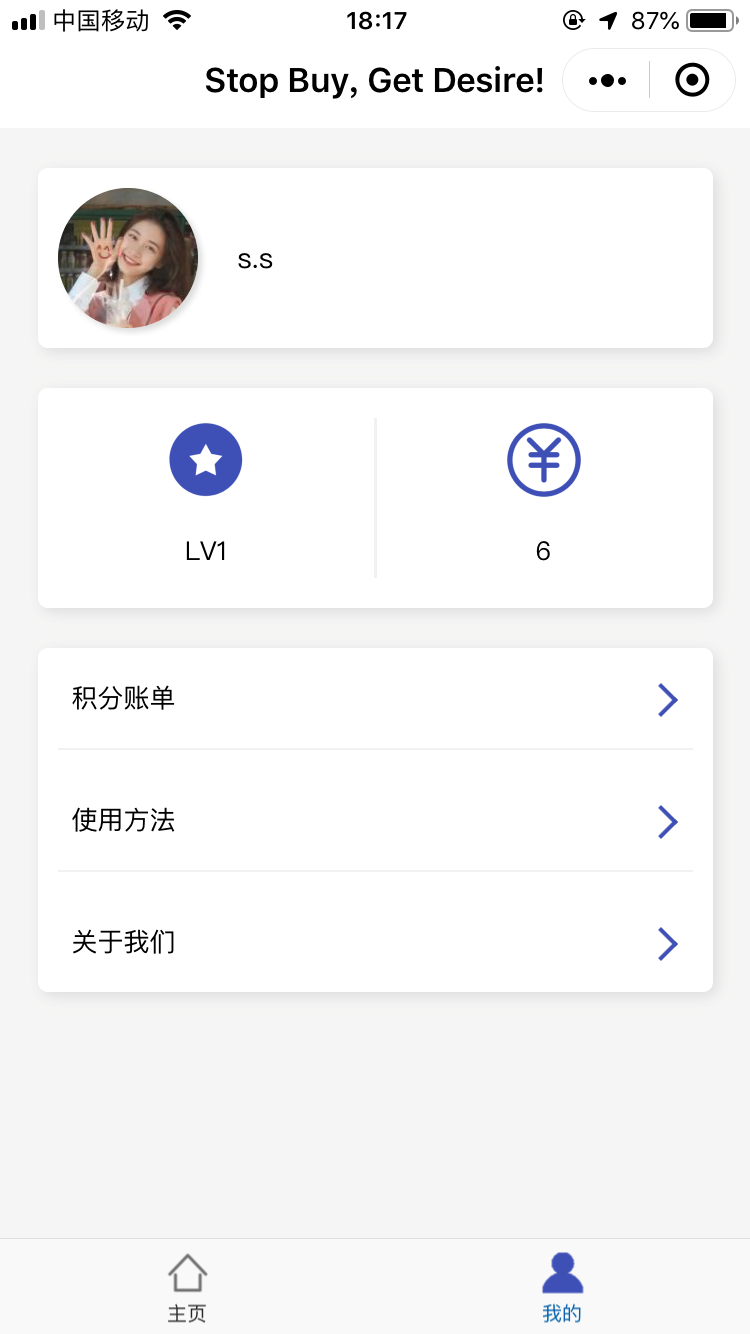 中国移动
18:17
87%
Stop Buy, Get Desire!
s.s
LV1
6
积分账单
使用方法
关于我们
主页
我的